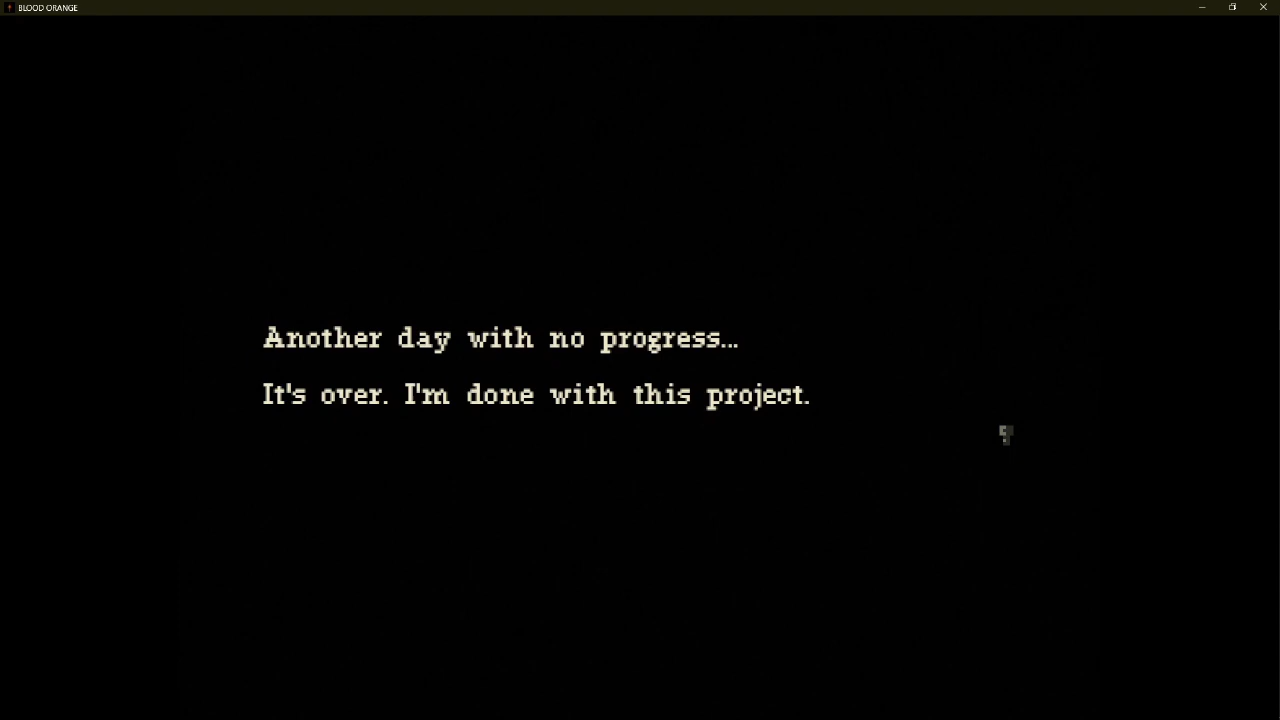 BLOOD ORANGE
Another day with no progress...
It's over. I'm done with this project.